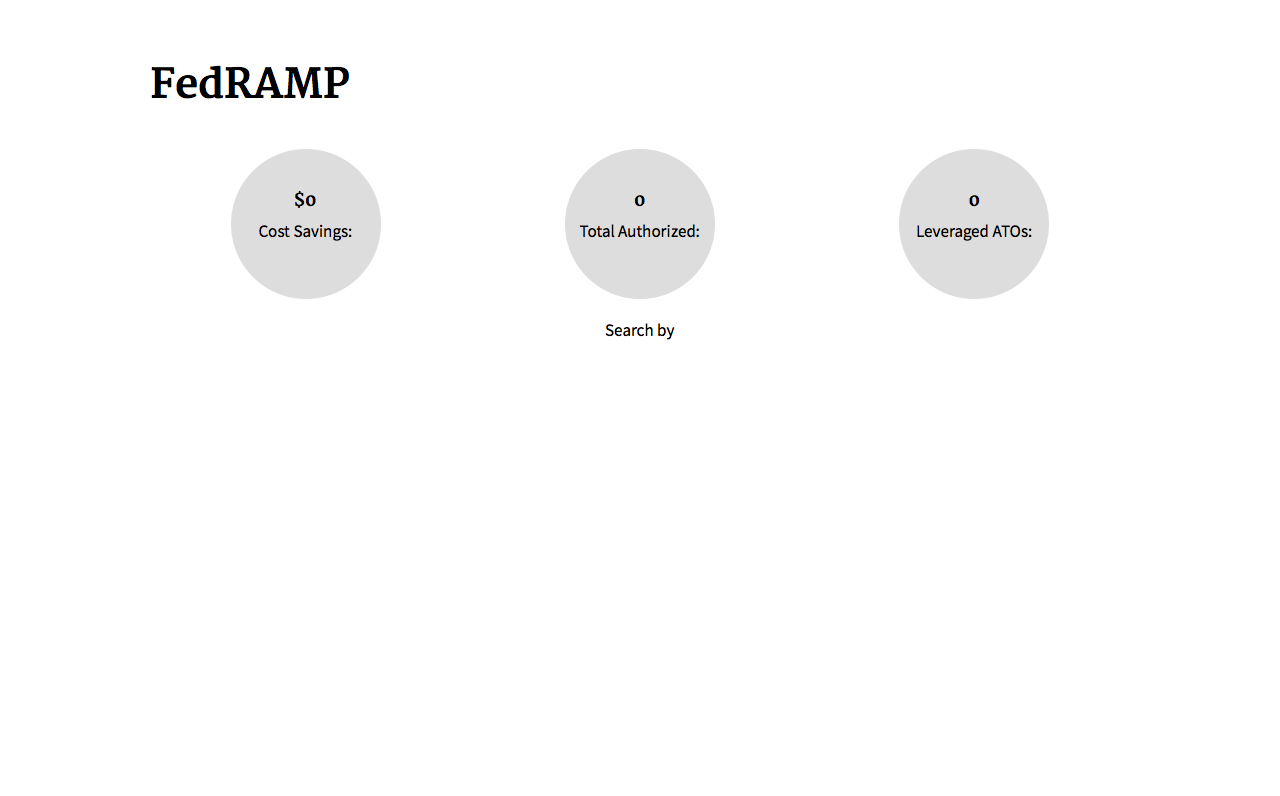 FedRAMP
$0
Cost Savings:
0
Total Authorized:
0
Leveraged ATOs:
Search by